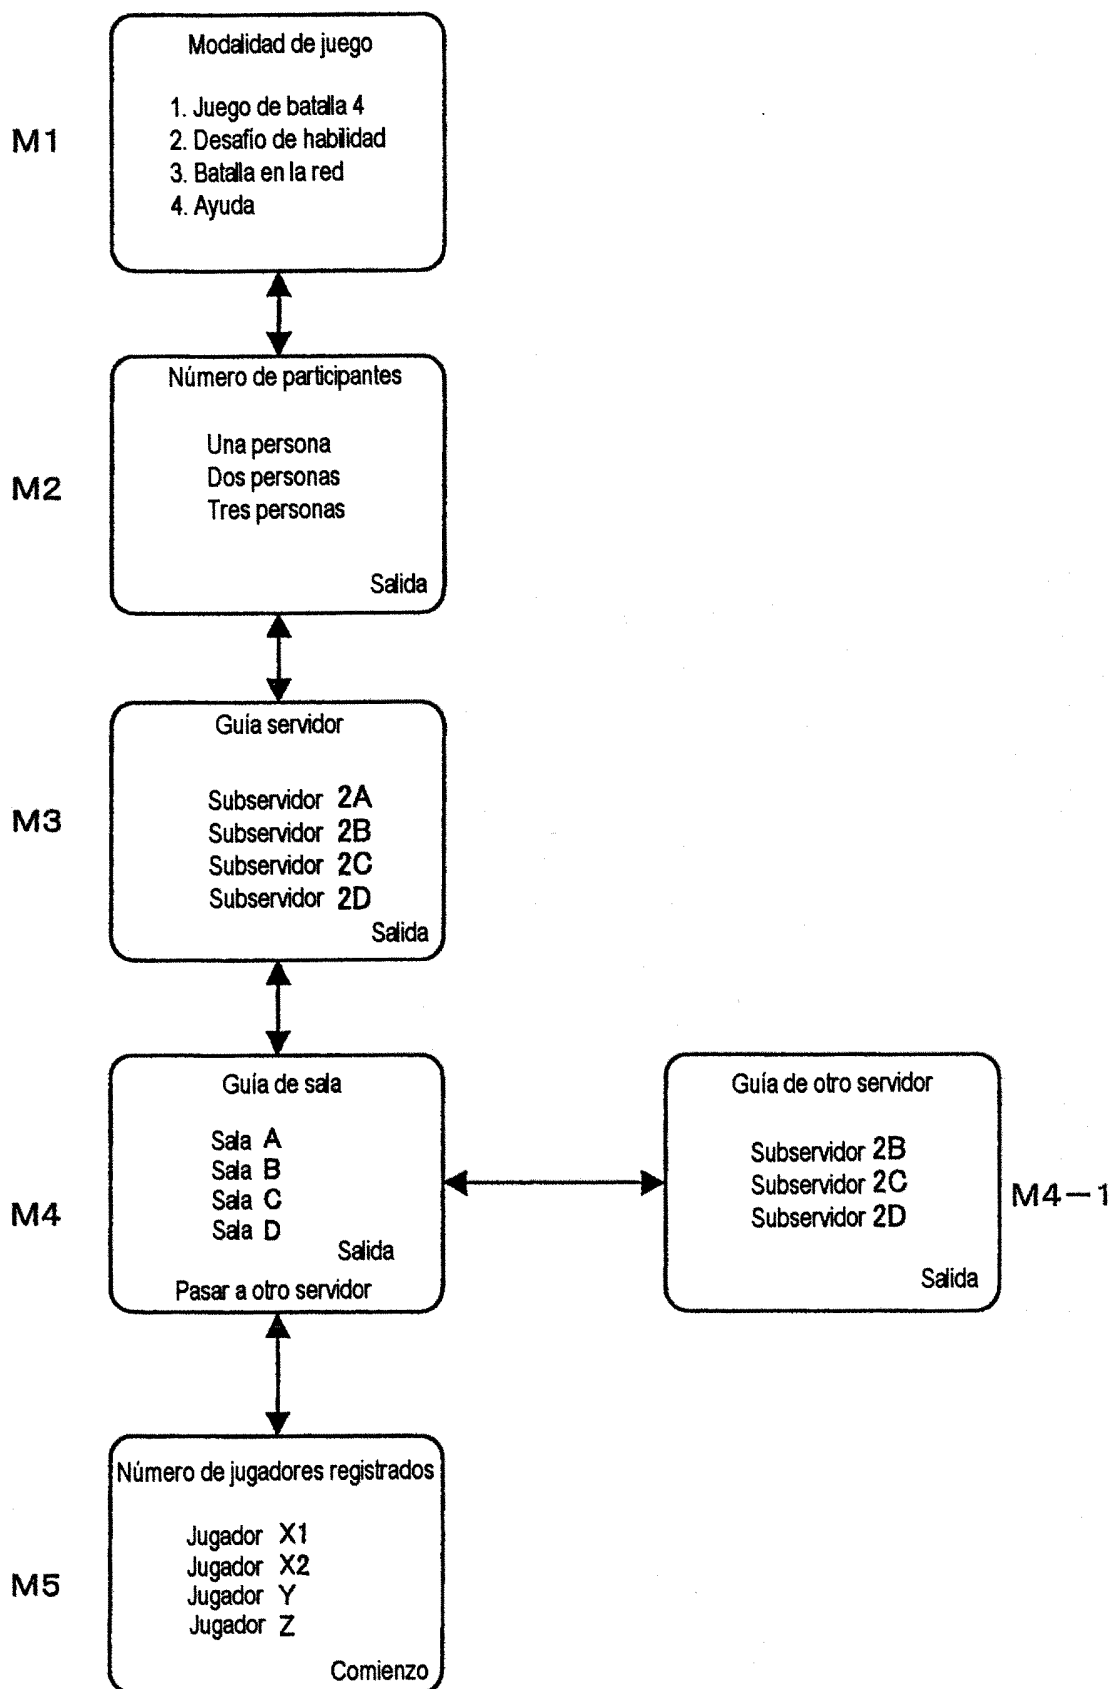 Modalidad de juego
1. Juego de batalla 4
2. Desafio de habilidad
3. Batalla en la red
4. Ayuda
M1
Número de participantes
Una persona
Dos personas
Tres personas
Salida
M2
Guía servidor
Subservidor 2A
Subservidor 2B
Subservidor 2C
Subservidor 2D
Salida
M3
Guía de sala
Sala A
Sala B
Sala C
Sala D
Salida
Pasar a otro servidor
M4
Guía de otro servidor
Subservidor 2B
Subservidor 2C
Subservidor 2D
Salida
M4-1
Número de jugadores registrados
Jugador X1
Jugador X2
Jugador Y
Jugador Z
Comienzo
M5